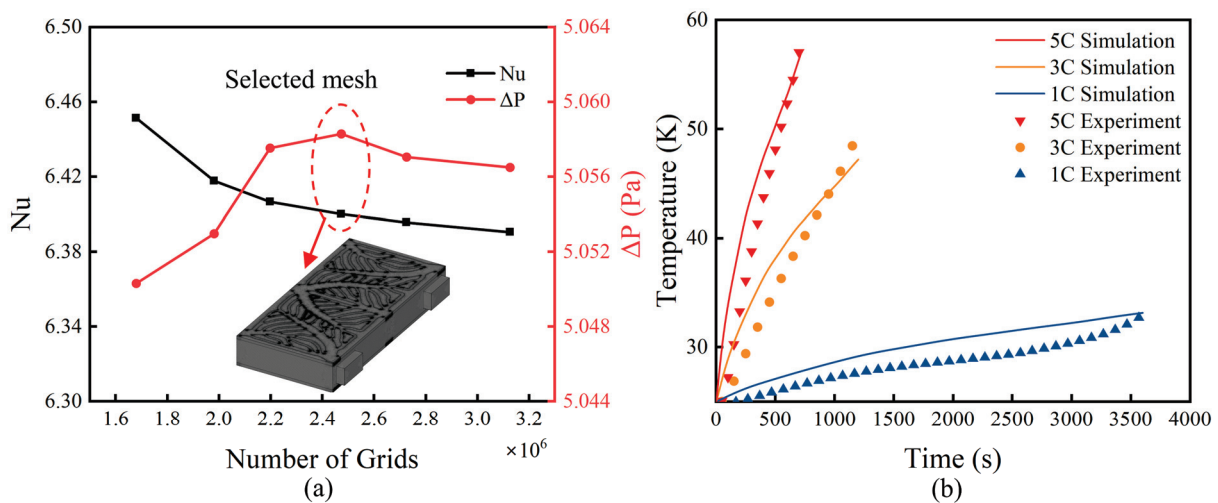 6.50
6.46
6.42
6.38
6.34
6.30
Nu
5.064
5.060
5.056
5.052
5.048
5.044
ΔP (Pa)
Selected mesh
Nu
ΔP
1.6 1.8 2.0 2.2 2.4 2.6 2.8 3.0 3.2
×10⁶
Number of Grids
(a)
60
50
40
30
Temperature (K)
5C Simulation
3C Simulation
1C Simulation
5C Experiment
3C Experiment
1C Experiment
0 500 1000 1500 2000 2500 3000 3500 4000
Time (s)
(b)